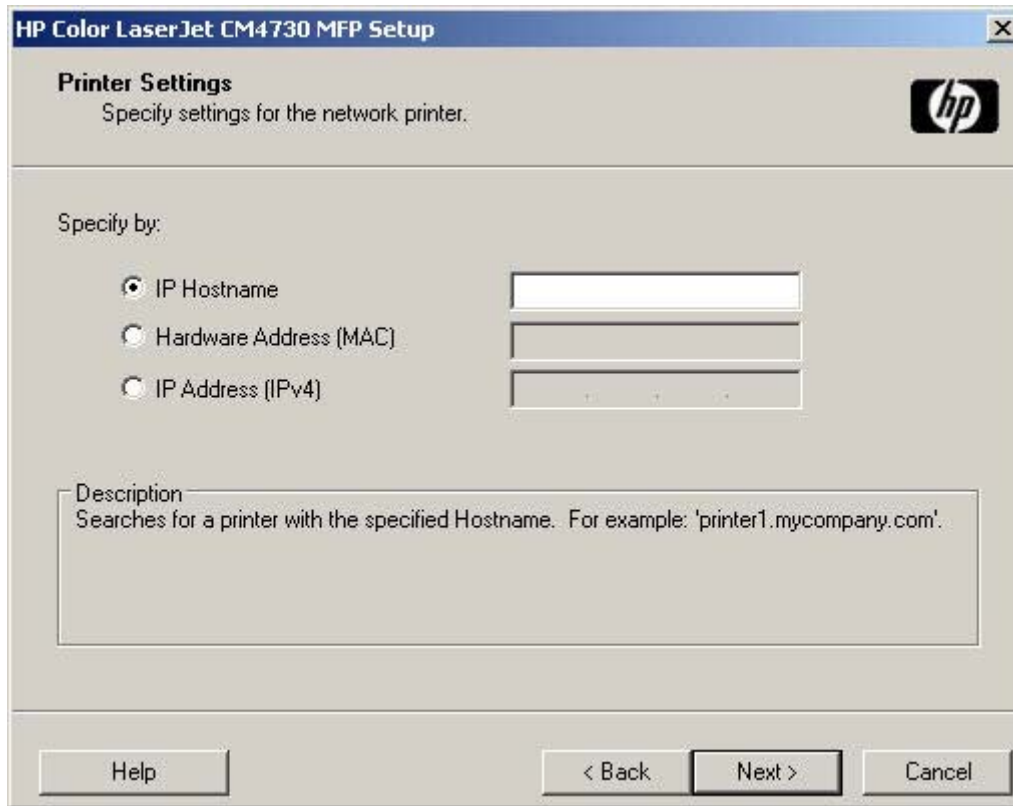 HP Color LaserJet CM4730 MFP Setup
Printer Settings
Specify settings for the network printer.
hp
Specify by:
IP Hostname
Hardware Address (MAC)
IP Address (IPv4)
. . .
Description
Searches for a printer with the specified Hostname. For example: 'printer1.mycompany.com'.
Help
< Back
Next >
Cancel